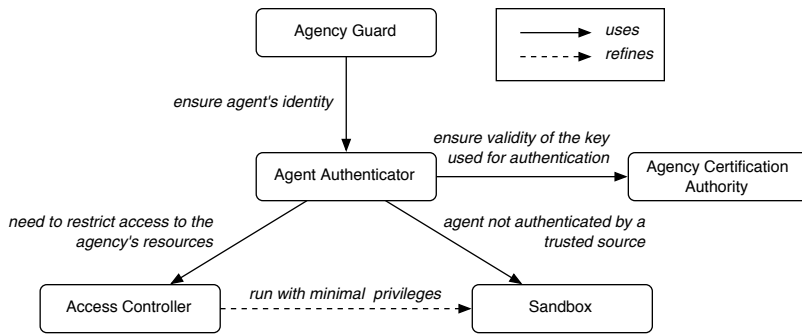 Agency Guard
uses
refines
ensure agent's identity
ensure validity of the key
used for authentication
Agent Authenticator
Agency Certification
Authority
need to restrict access to the
agency's resources
agent not authenticated by a
trusted source
Access Controller
run with minimal privileges
Sandbox